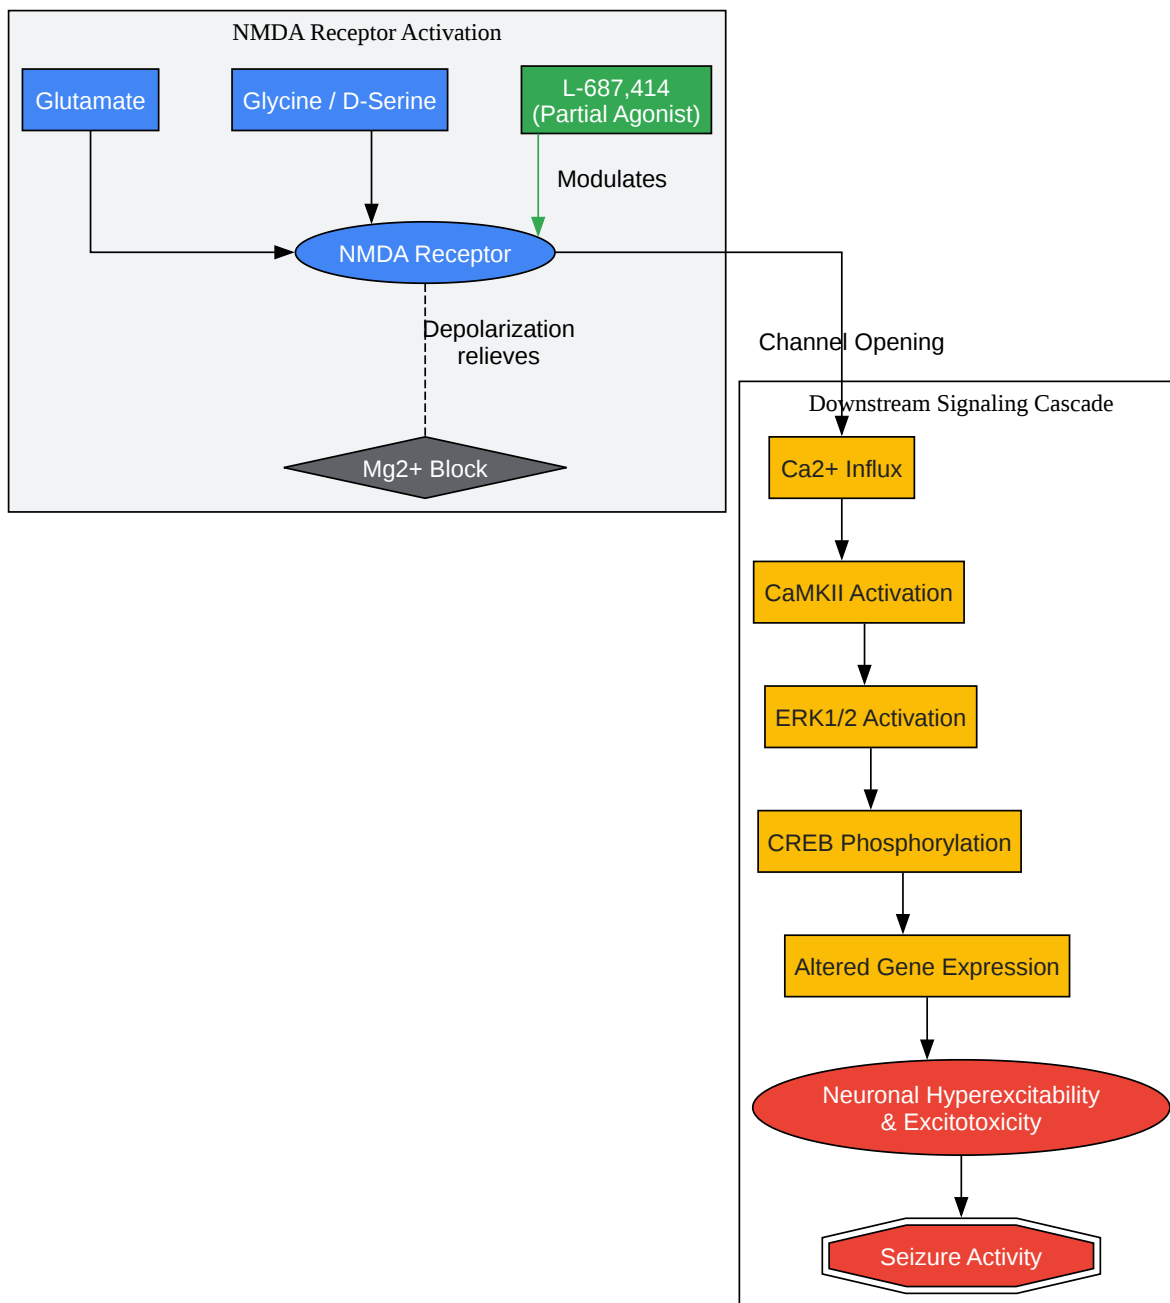 NMDA Receptor Activation
Glutamate
Glycine / D-Serine
L-687,414
(Partial Agonist)
Modulates
NMDA Receptor
Depolarization
relieves
Mg2+ Block
Channel Opening
Downstream Signaling Cascade
Ca2+ Influx
CaMKII Activation
ERK1/2 Activation
CREB Phosphorylation
Altered Gene Expression
Neuronal Hyperexcitability
& Excitotoxicity
Seizure Activity